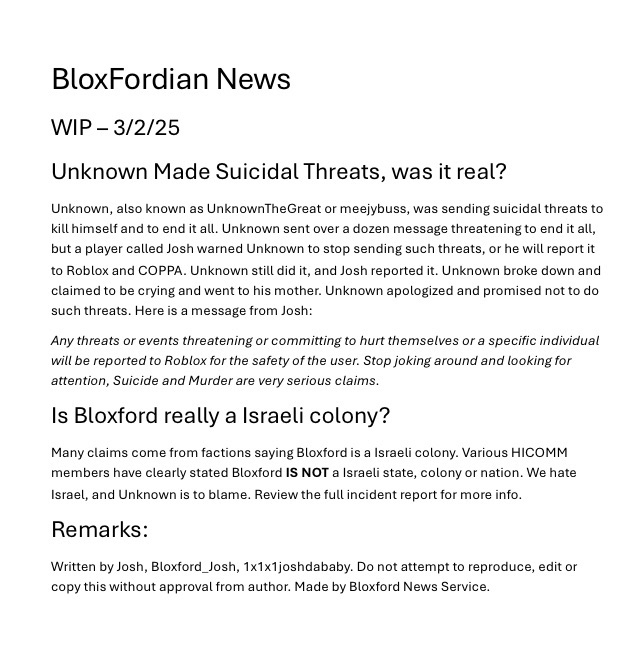 BloxFordian News
WIP – 3/2/25
Unknown Made Suicidal Threats, was it real?
Unknown, also known as UnknownTheGreat or meejybuss, was sending suicidal threats to
kill himself and to end it all. Unknown sent over a dozen message threatening to end it all,
but a player called Josh warned Unknown to stop sending such threats, or he will report it
to Roblox and COPPA. Unknown still did it, and Josh reported it. Unknown broke down and
claimed to be crying and went to his mother. Unknown apologized and promised not to do
such threats. Here is a message from Josh:
Any threats or events threatening or committing to hurt themselves or a specific individual
will be reported to Roblox for the safety of the user. Stop joking around and looking for
attention, Suicide and Murder are very serious claims.
Is Bloxford really a Israeli colony?
Many claims come from factions saying Bloxford is a Israeli colony. Various HICOMM
members have clearly stated Bloxford IS NOT a Israeli state, colony or nation. We hate
Israel, and Unknown is to blame. Review the full incident report for more info.
Remarks:
Written by Josh, Bloxford_Josh, 1x1x1joshdababy. Do not attempt to reproduce, edit or
copy this without approval from author. Made by Bloxford News Service.